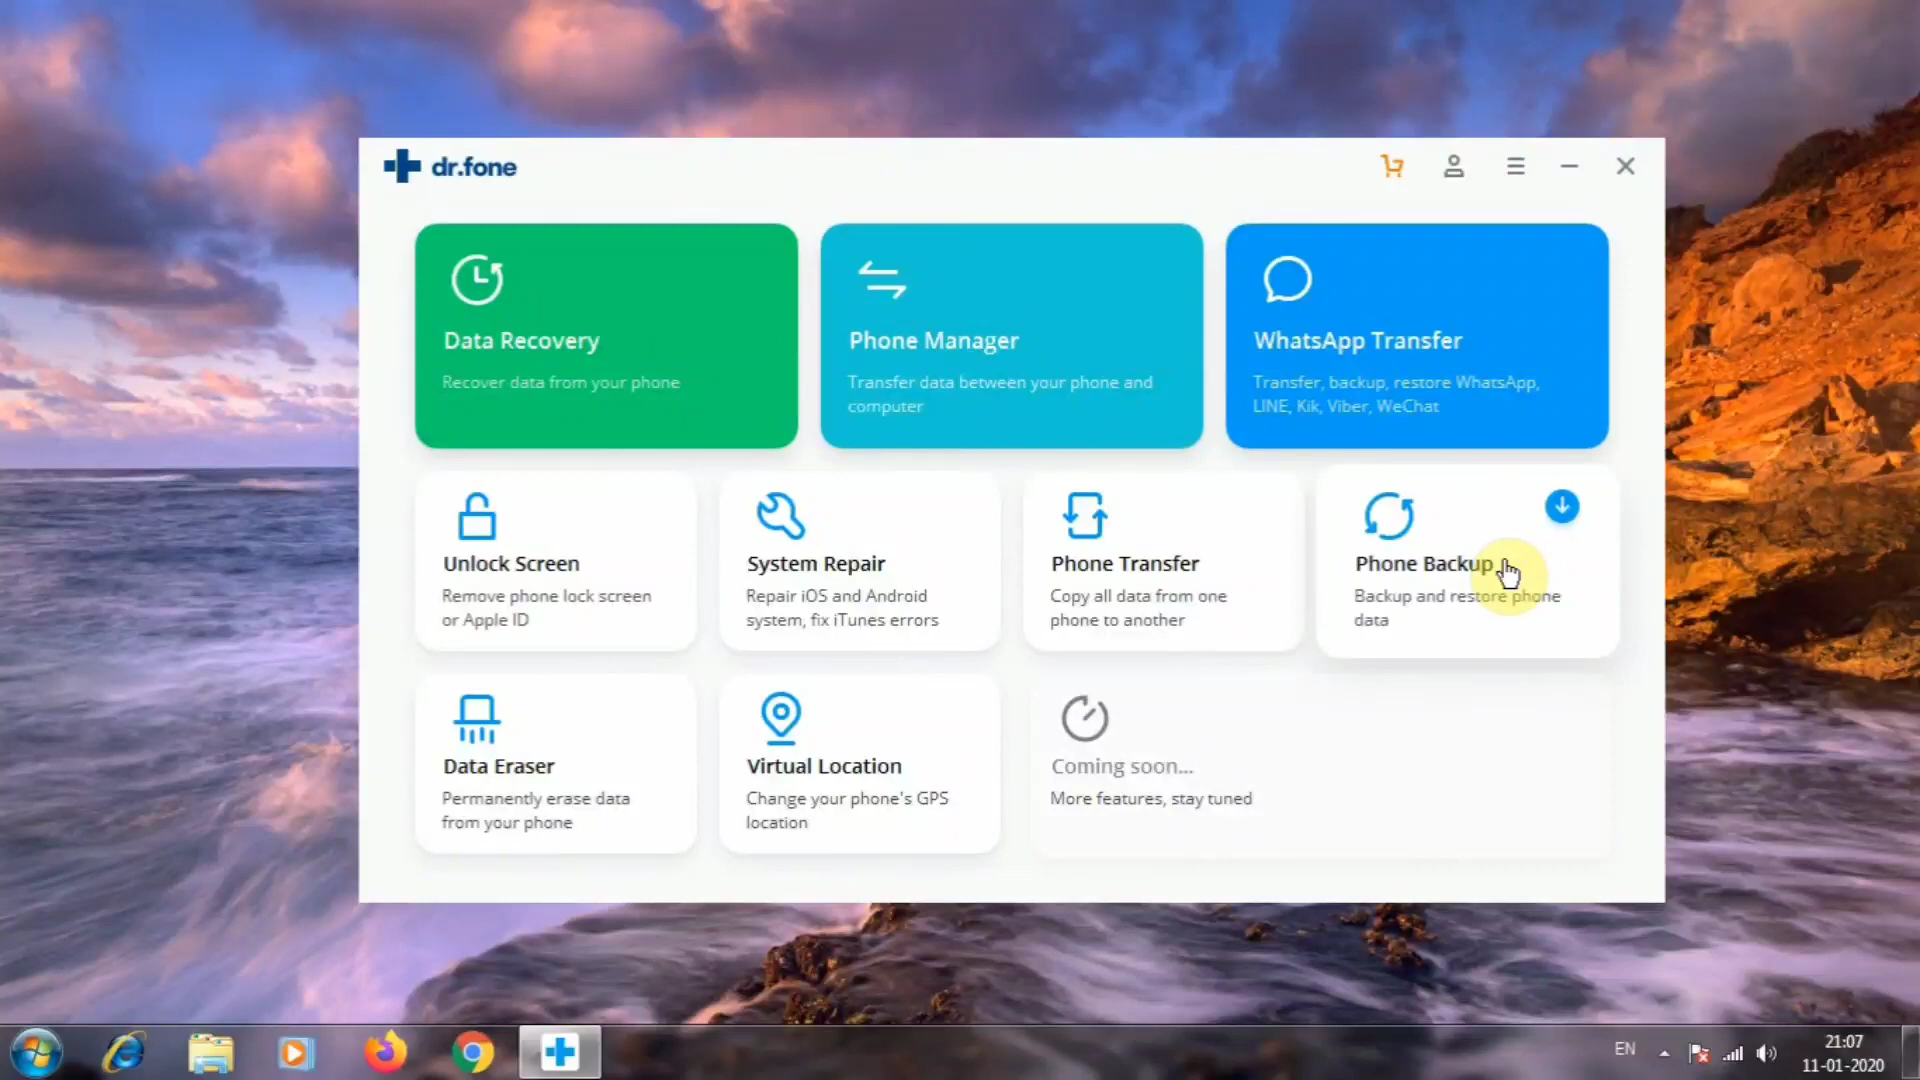 dr.fone
Data Recovery
Recover data from your phone
Phone Manager
Transfer data between your phone and
computer
WhatsApp Transfer
Transfer, backup, restore WhatsApp,
LINE, Kik, Viber, WeChat
Unlock Screen
Remove phone lock screen
or Apple ID
System Repair
Repair iOS and Android
system, fix iTunes errors
Phone Transfer
Copy all data from one
phone to another
Phone Backup
Backup and restore phone
data
Data Eraser
Permanently erase data
from your phone
Virtual Location
Change your phone's GPS
location
Coming soon...
More features, stay tuned
EN
21:07
11-01-2020